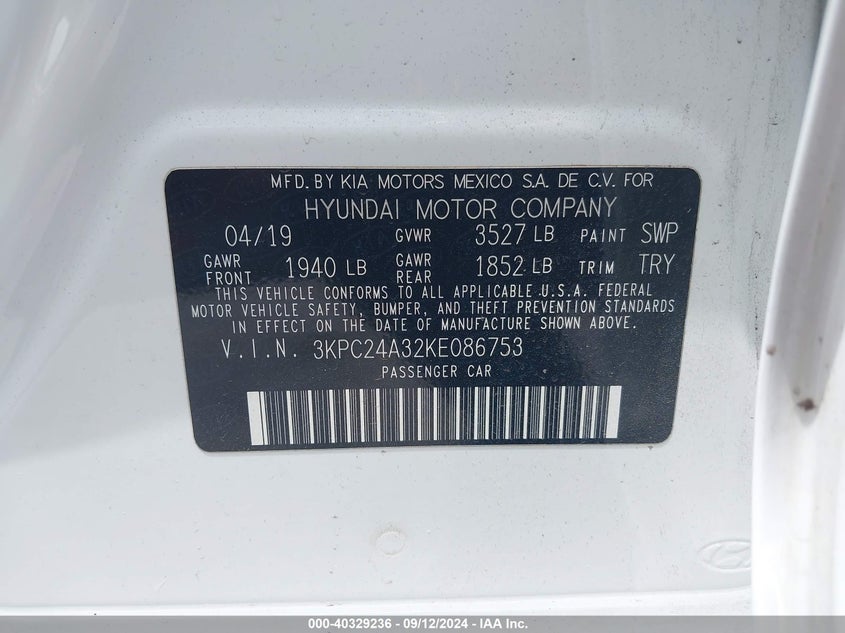 MFD. BY KIA MOTORS MEXICO S.A. DE C.V. FOR
HYUNDAI MOTOR COMPANY
04/19 GVWR 3527 LB PAINT SWP
GAWR FRONT 1940 LB GAWR REAR 1852 LB TRIM TRY
THIS VEHICLE CONFORMS TO ALL APPLICABLE U.S.A. FEDERAL
MOTOR VEHICLE SAFETY, BUMPER, AND THEFT PREVENTION STANDARDS
IN EFFECT ON THE DATE OF MANUFACTURE SHOWN ABOVE.
V.I.N. 3KPC24A32KE086753
PASSENGER CAR
000-40329236 - 09/12/2024 - IAA Inc.